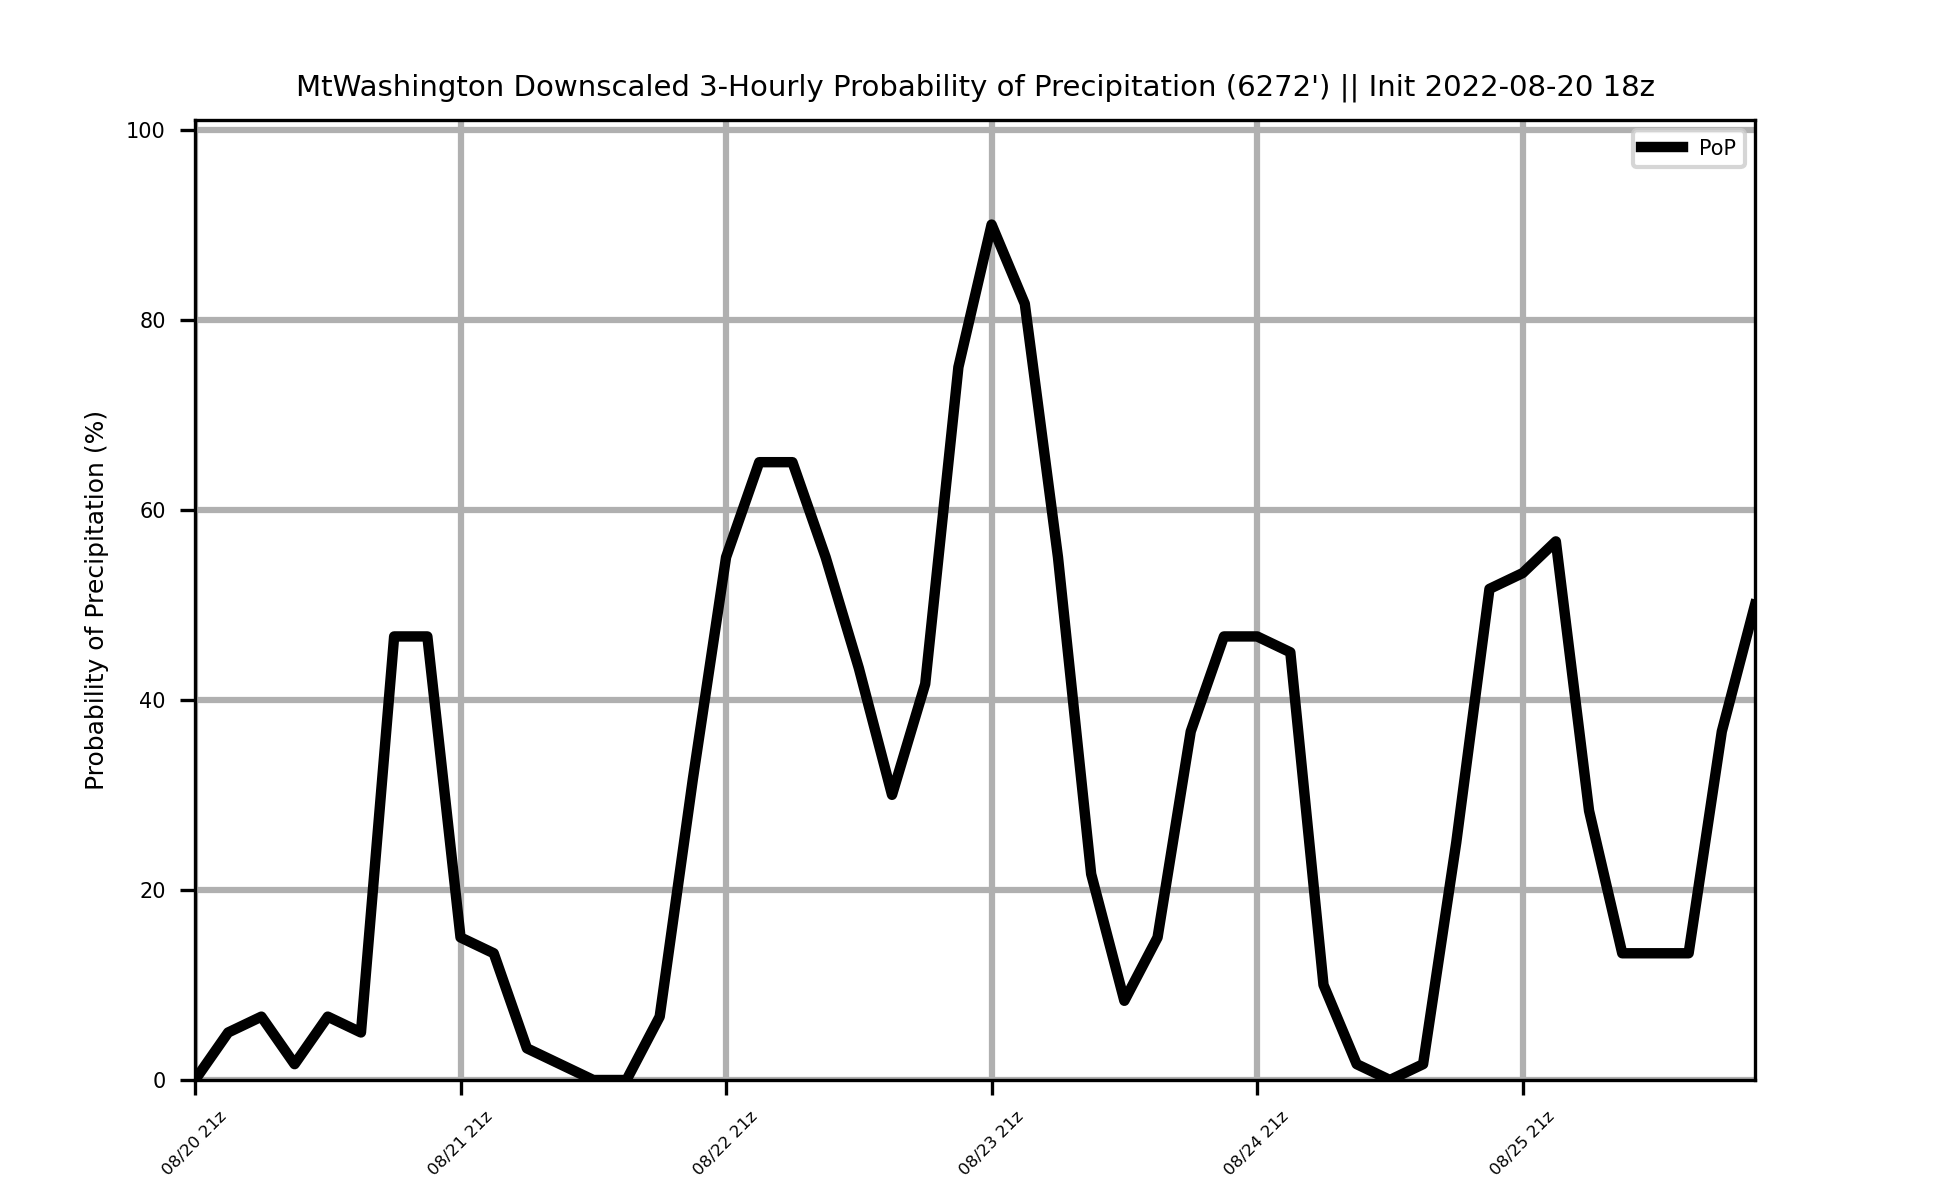 MtWashington Downscaled 3-Hourly Probability of Precipitation (6272') || Init 2022-08-20 18z
PoP
Probability of Precipitation (%)
100
80
60
40
20
0
08/20 21z
08/21 21z
08/22 21z
08/23 21z
08/24 21z
08/25 21z